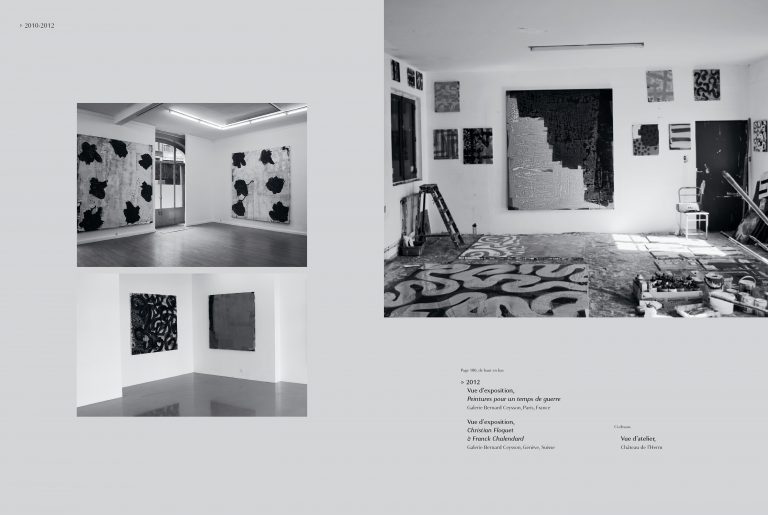 > 2010-2012
Page 100, de haut en bas
> 2012
Vue d'exposition,
Peintures pour un temps de guerre
Galerie Bernard Ceysson, Paris, France
Vue d'exposition,
Christian Floquet
& Franck Chalendard
Galerie Bernard Ceysson, Genève, Suisse
Ci-dessus
Vue d'atelier,
Château de l'Herm